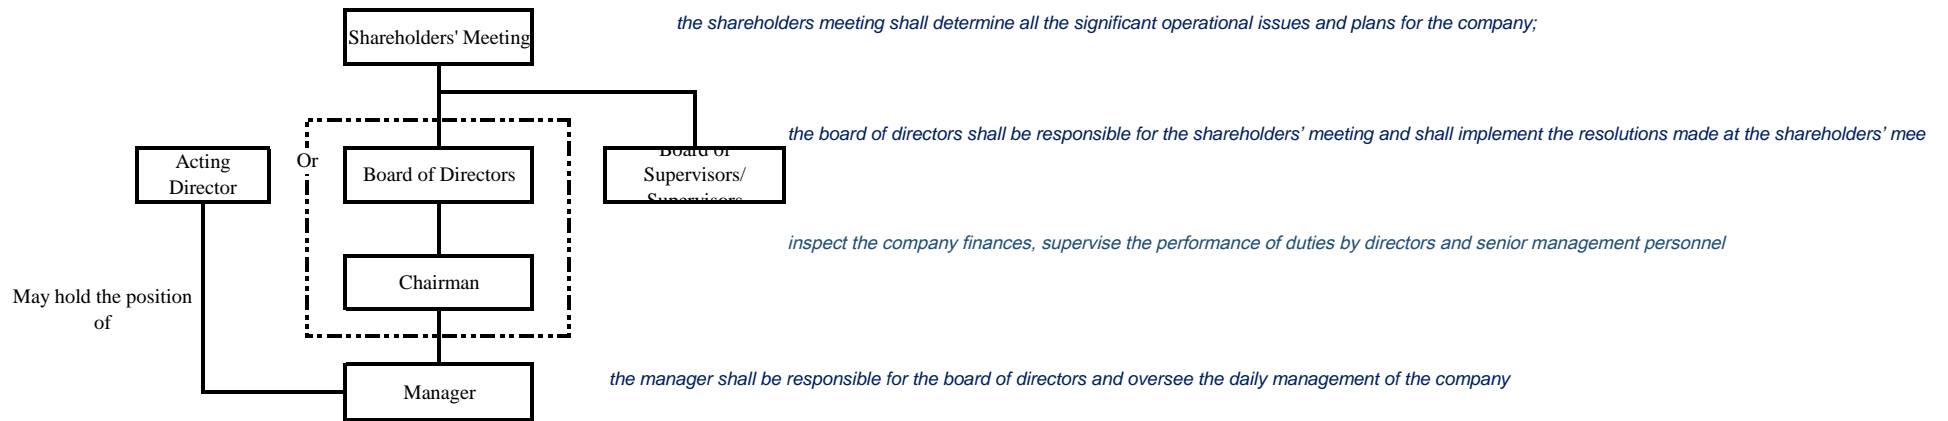 Shareholders' Meeting
the shareholders meeting shall determine all the significant operational issues and plans for the company;
the board of directors shall be responsible for the shareholders’ meeting and shall implement the resolutions made at the shareholders’ mee
Acting
Director
Or
Board of Directors
Board of
Supervisors/
Supervisors
inspect the company finances, supervise the performance of duties by directors and senior management personnel
Chairman
May hold the position
of
Manager
the manager shall be responsible for the board of directors and oversee the daily management of the company